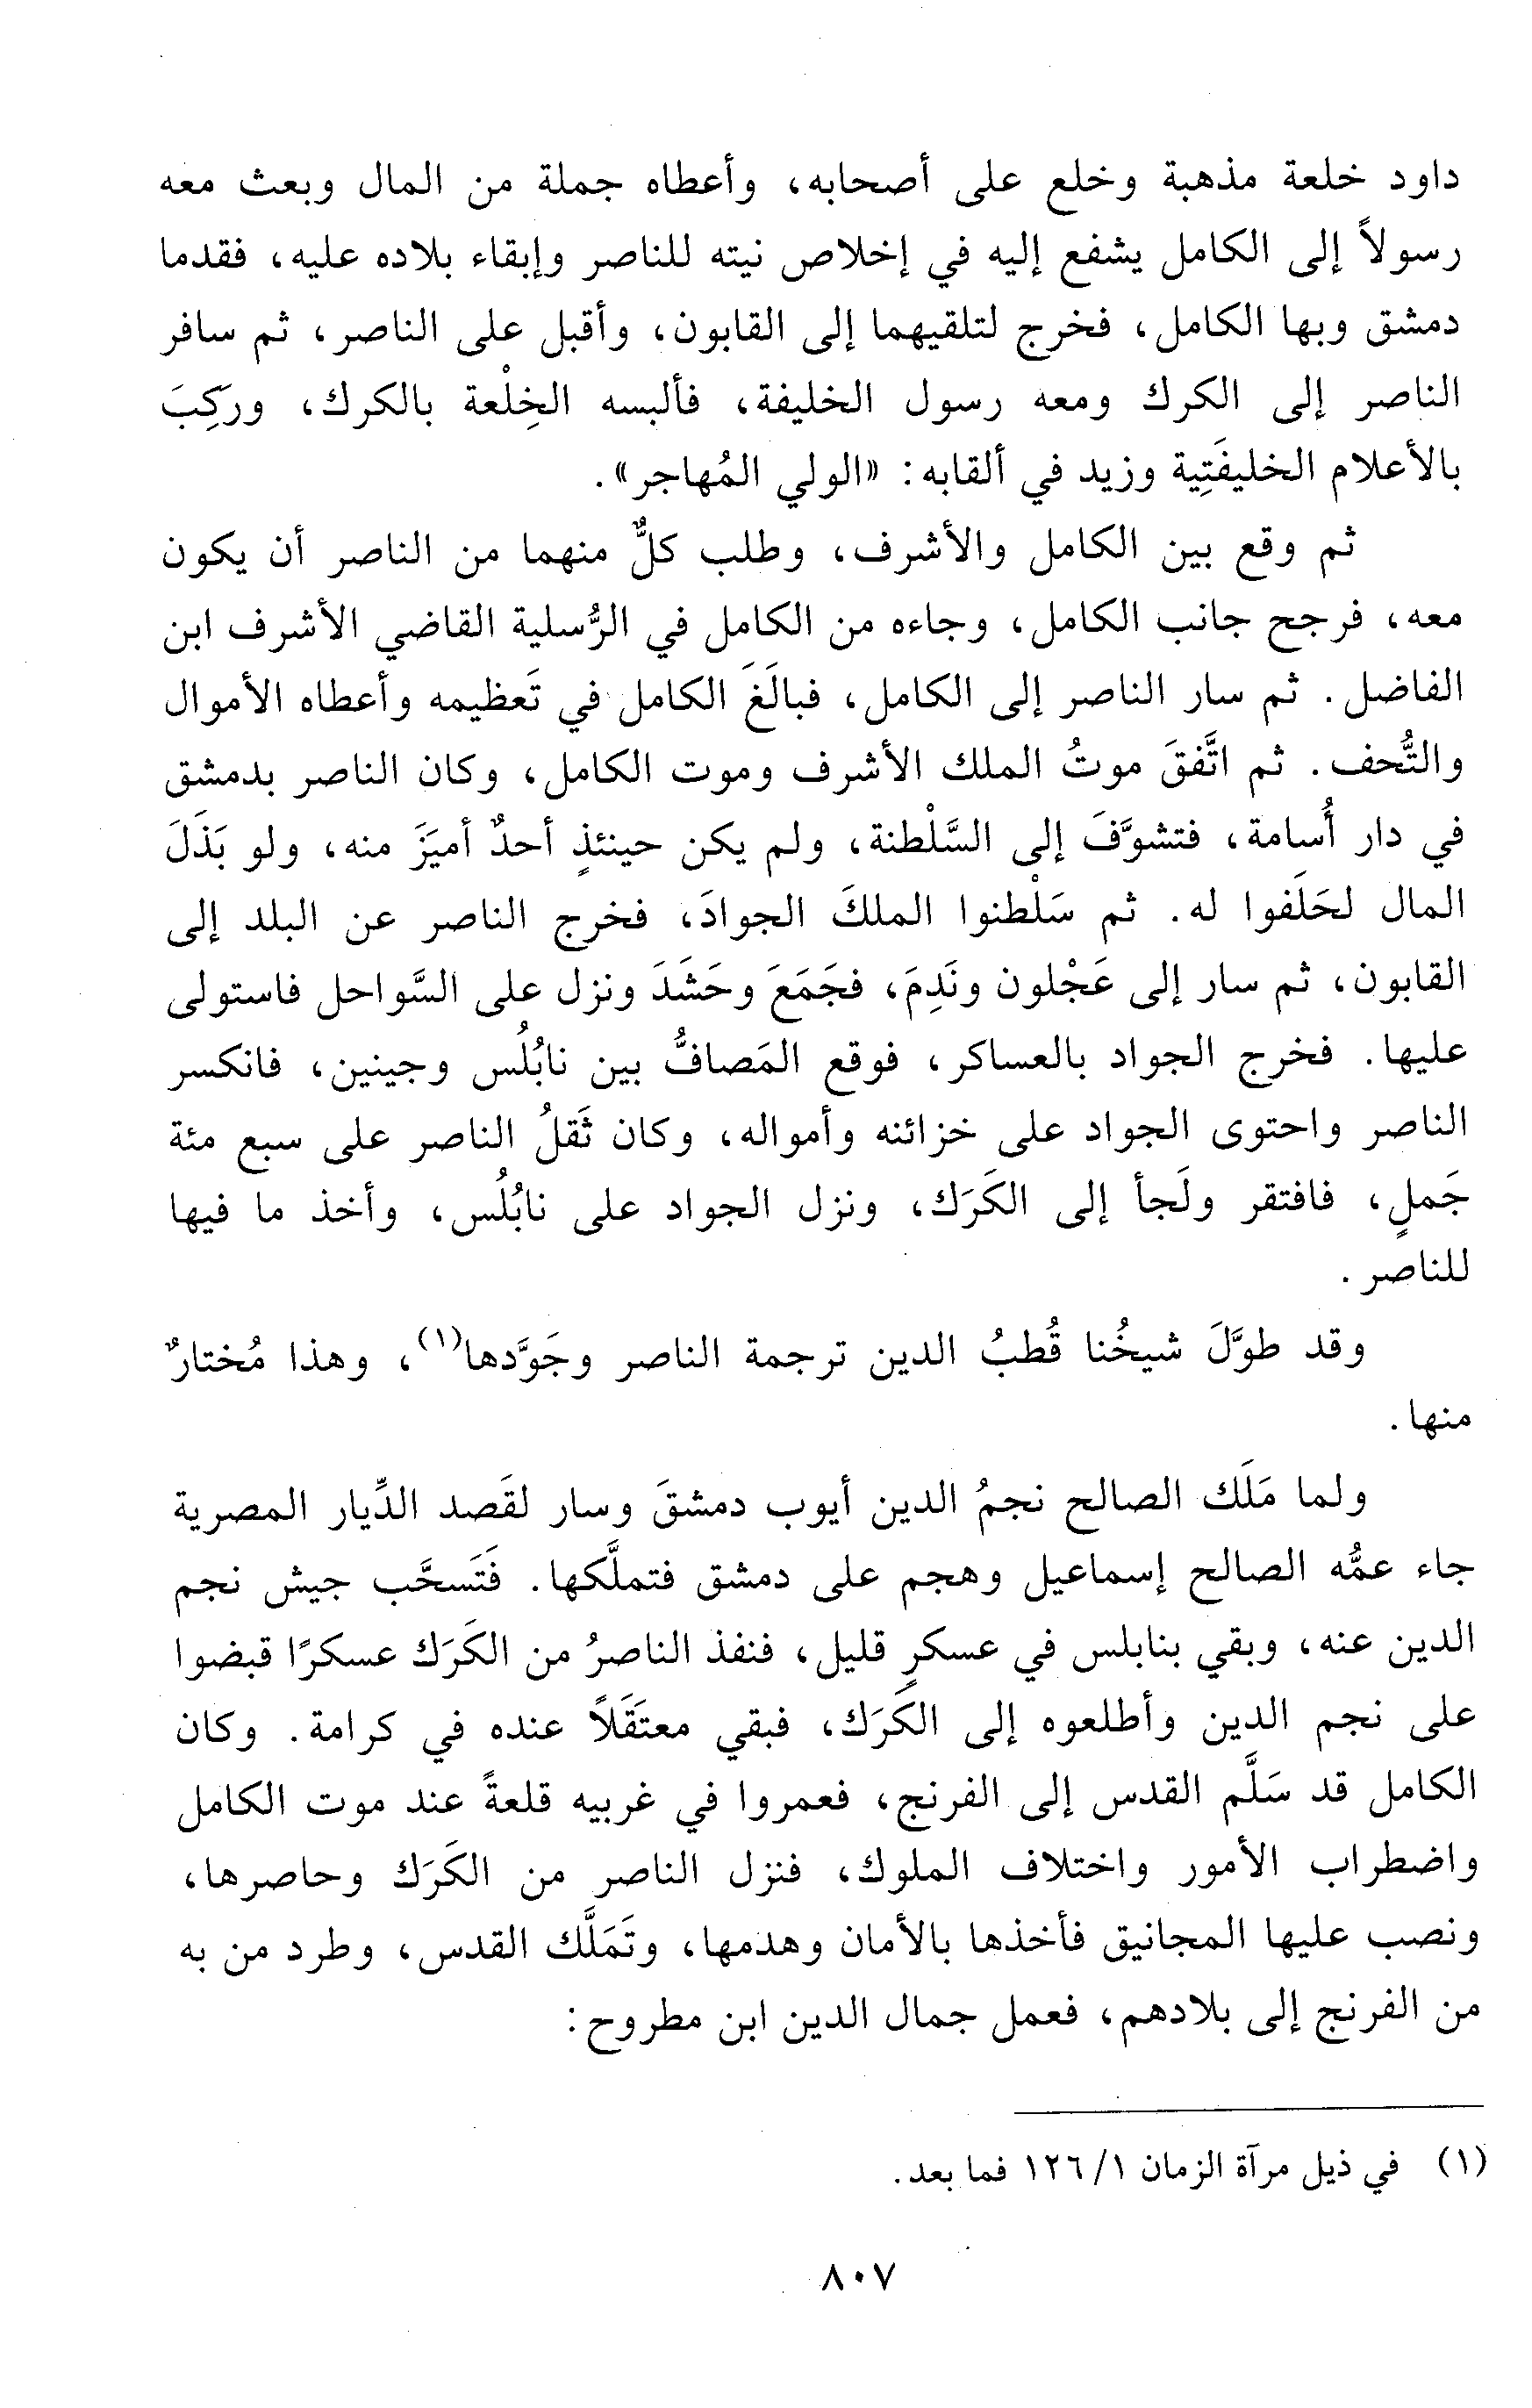 داود خلعة مذهبة وخلع على أصحابه، وأعطاه جملة من المال وبعث معه
رسولاً إلى الكامل يشفع إليه في إخلاص نيته للناصر وإبقاء بلاده عليه، فقدما
دمشق وبها الكامل، فخرج لتلقيهما إلى القابون، وأقبل على الناصر، ثم سافر
الناصر إلى الكرك ومعه رسول الخليفة، فألبسه الخِلْعة بالكرك، ورَكِبَ
بالأعلام الخليفَتِية وزيد في ألقابه: «الولي المُهاجر».
ثم وقع بين الكامل والأشرف، وطلب كلٌّ منهما من الناصر أن يكون
معه، فرجح جانب الكامل، وجاءه من الكامل في الرُّسلية القاضي الأشرف ابن
الفاضل. ثم سار الناصر إلى الكامل، فبالَغَ الكامل في تَعظيمه وأعطاه الأموال
والتُّحف. ثم اتَّفقَ موتُ الملك الأشرف وموت الكامل، وكان الناصر بدمشق
في دار أُسامة، فتشوَّفَ إلى السَّلْطنة، ولم يكن حينئذٍ أحدٌ أميَزَ منه، ولو بَذَلَ
المال لحَلَفوا له. ثم سَلْطنوا الملكَ الجوادَ، فخرج الناصر عن البلد إلى
القابون، ثم سار إلى عَجْلون ونَدِمَ، فجَمَعَ وحَشَدَ ونزل على السَّواحل فاستولى
عليها. فخرج الجواد بالعساكر، فوقع المَصافُّ بين نابُلُس وجينين، فانكسر
الناصر واحتوى الجواد على خزائنه وأمواله، وكان ثَقلُ الناصر على سبع مئة
جَملٍ، فافتقر ولَجأ إلى الكَرَك، ونزل الجواد على نابُلُس، وأخذ ما فيها
للناصر.
وقد طوَّلَ شيخُنا قُطبُ الدين ترجمة الناصر وجَوَّدها(١)، وهذا مُختارٌ
منها.
ولما مَلَك الصالح نجمُ الدين أيوب دمشقَ وسار لقَصد الدِّيار المصرية
جاء عمُّه الصالح إسماعيل وهجم على دمشق فتملَّكها. فَتَسحَّب جيش نجم
الدين عنه، وبقي بنابلس في عسكرٍ قليل، فنفذ الناصرُ من الكَرَك عسكرًا قبضوا
على نجم الدين وأطلعوه إلى الكَرَك، فبقي معتَقَلاً عنده في كرامة. وكان
الكامل قد سَلَّم القدس إلى الفرنج، فعمروا في غربيه قلعةً عند موت الكامل
واضطراب الأمور واختلاف الملوك، فنزل الناصر من الكَرَك وحاصرها،
ونصب عليها المجانيق فأخذها بالأمان وهدمها، وتَمَلَّك القدس، وطرد من به
من الفرنج إلى بلادهم، فعمل جمال الدين ابن مطروح:
(١) في ذيل مرآة الزمان ١/ ١٢٦ فما بعد.
٨٠٧